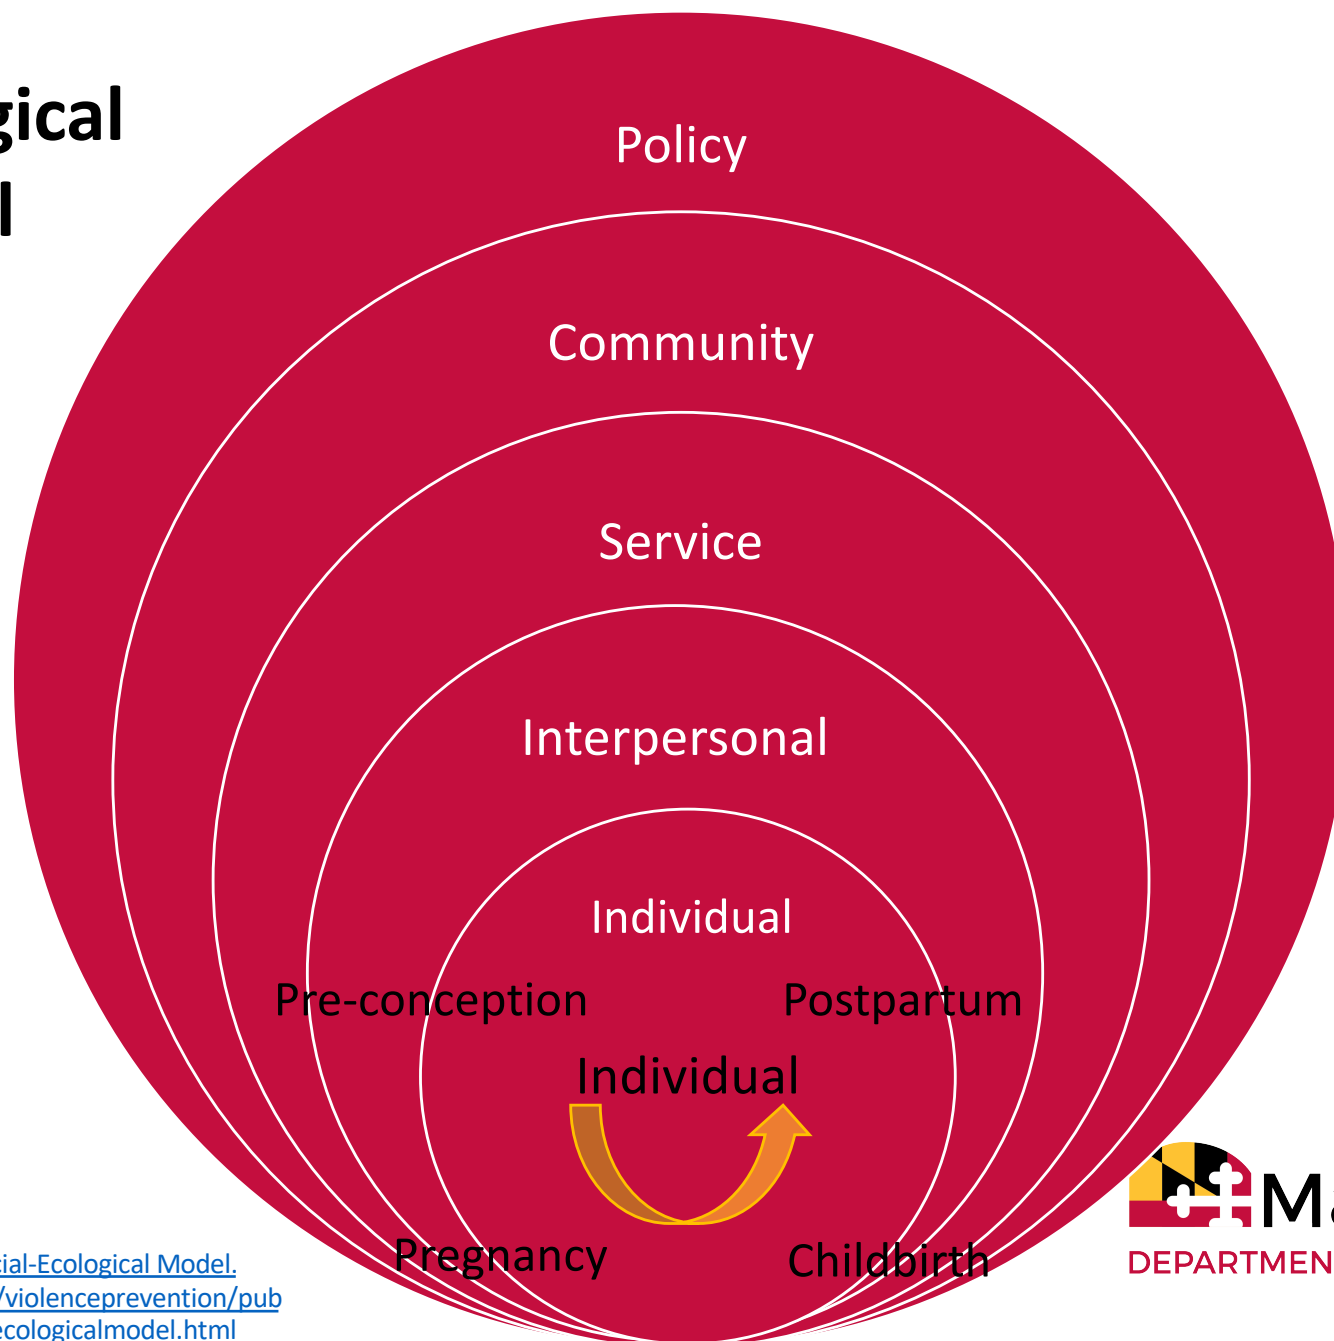 gical
l
Policy
Community
Service
Interpersonal
Individual
Pre-conception
Postpartum
Individual
Pregnancy
Childbirth
cial-Ecological Model.
/violenceprevention/pub
ecologicalmodel.html
Ma
DEPARTMEN